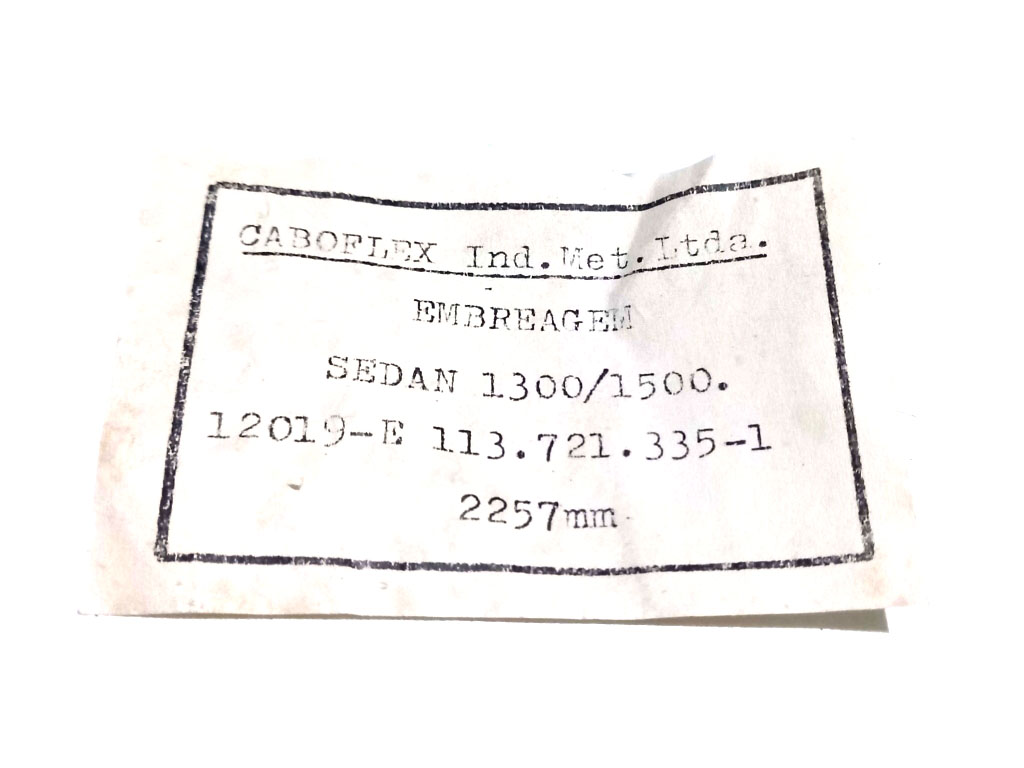 CABOFLEX Ind.Met.Ltda.
EMBREAGEM
SEDAN 1300/1500.
12019-E 113.721.335-1
2257mm